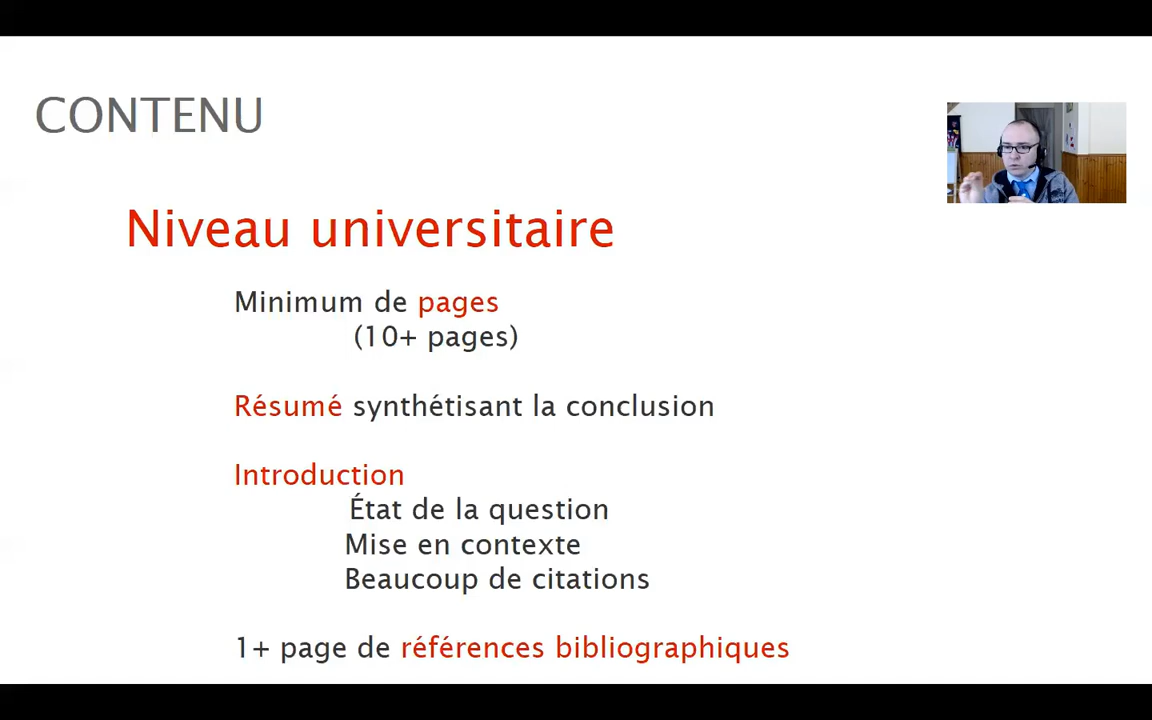 CONTENU
Niveau universitaire
Minimum de pages
(10+ pages)
Résumé synthétisant la conclusion
Introduction
État de la question
Mise en contexte
Beaucoup de citations
1+ page de références bibliographiques